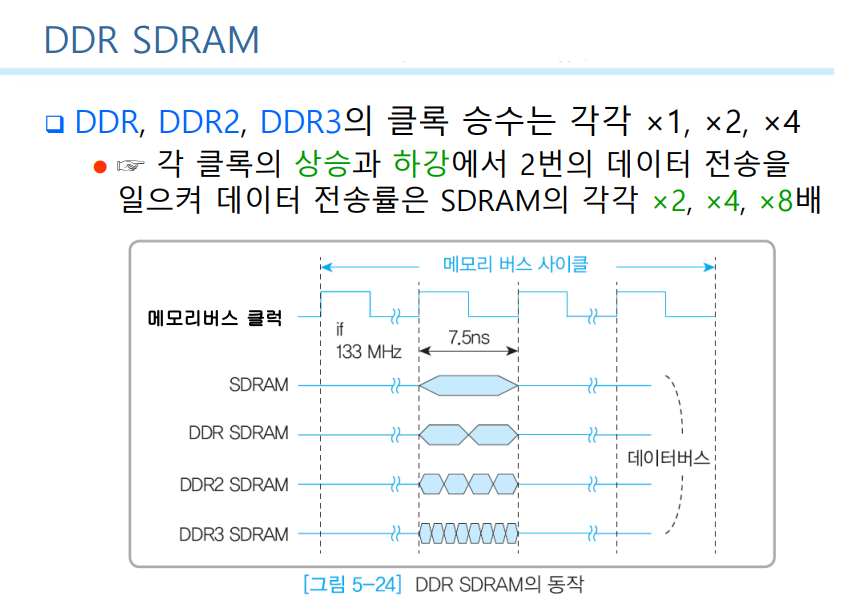 DDR SDRAM
❑ DDR, DDR2, DDR3의 클록 승수는 각각 ×1, ×2, ×4
● ☞ 각 클록의 상승과 하강에서 2번의 데이터 전송을
일으켜 데이터 전송률은 SDRAM의 각각 ×2, ×4, ×8배
메모리 버스 사이클
메모리버스 클럭
if
133 MHz
7.5ns
SDRAM
DDR SDRAM
데이터버스
DDR2 SDRAM
DDR3 SDRAM
[그림 5-24] DDR SDRAM의 동작